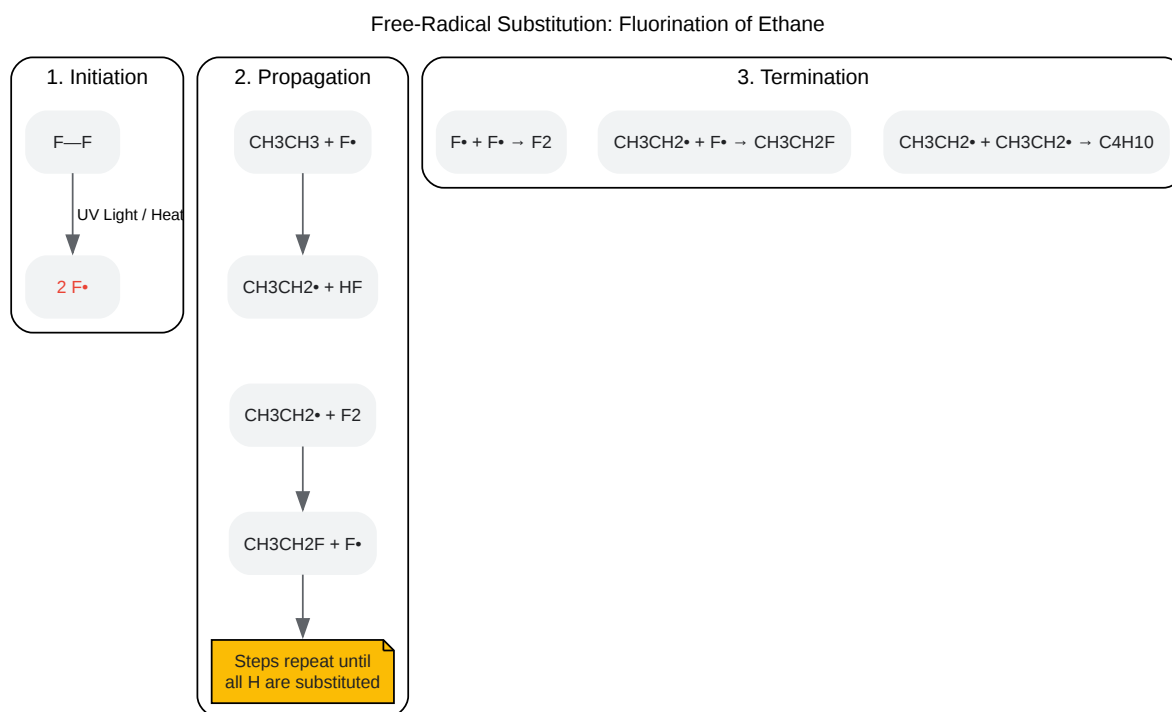 Free-Radical Substitution: Fluorination of Ethane
1. Initiation
F—F
UV Light / Heat
2 F•
2. Propagation
CH3CH3 + F•
CH3CH2• + HF
CH3CH2• + F2
CH3CH2F + F•
Steps repeat until
all H are substituted
3. Termination
F• + F• → F2
CH3CH2• + F• → CH3CH2F
CH3CH2• + CH3CH2• → C4H10